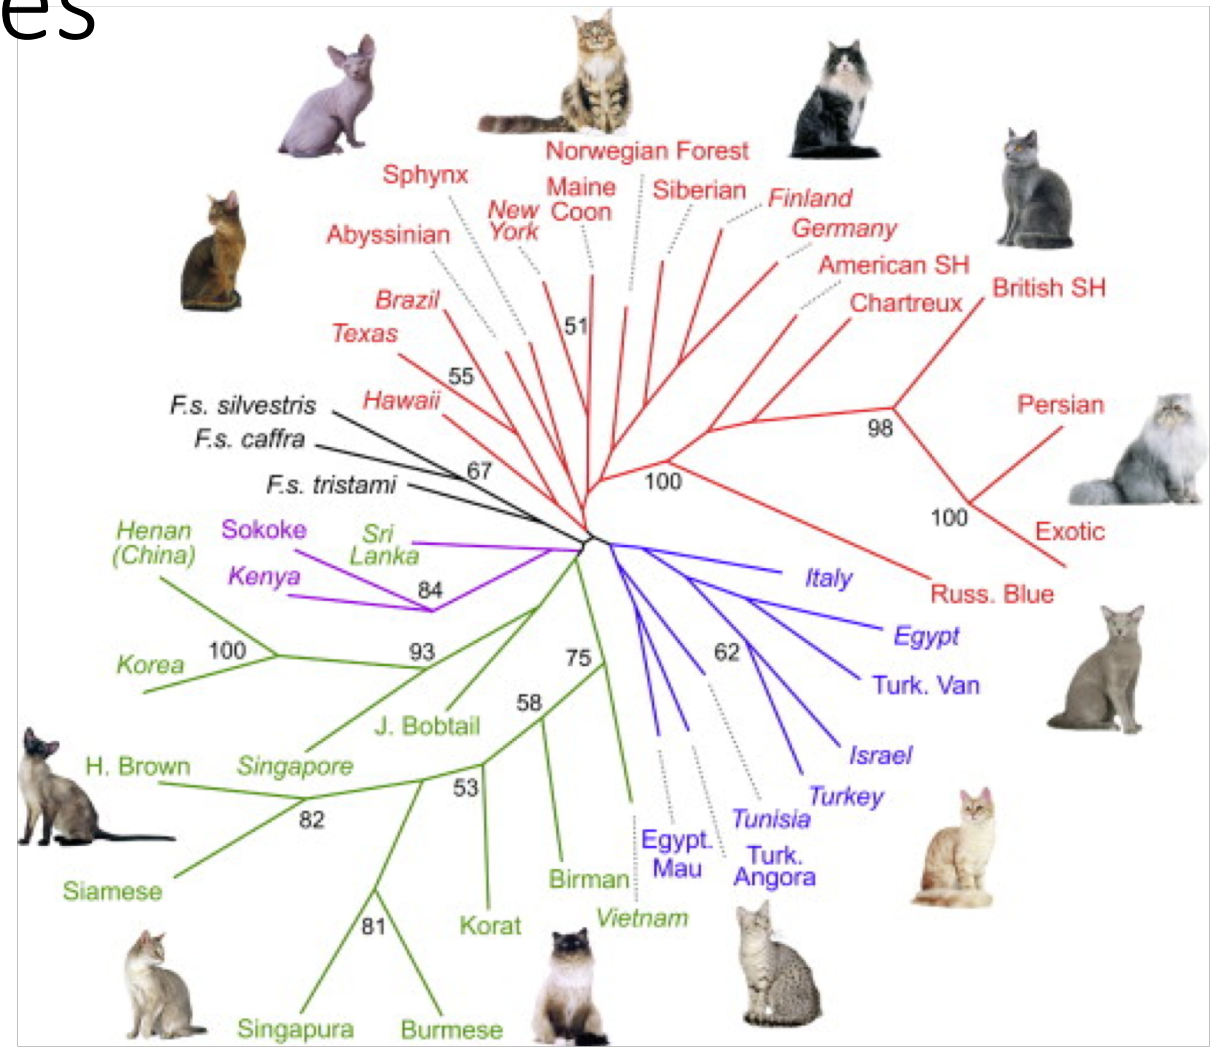 es
Norwegian Forest
Sphynx
Maine
Coon
Siberian
Finland
New
York
Germany
Abyssinian
American SH
British SH
Chartreux
Brazil
Texas
51
55
Hawaii
F.s. silvestris
Persian
F.s. caffra
98
67
F.s. tristami
100
100
Henan
(China)
Sokoke
Sri
Lanka
Exotic
Kenya
Italy
84
Russ. Blue
Egypt
100
93
75
62
Korea
Turk. Van
58
J. Bobtail
Israel
H. Brown
Singapore
53
Turkey
82
Tunisia
Egypt.
Mau
Turk.
Angora
Birman
Siamese
Vietnam
Korat
81
Singapura
Burmese